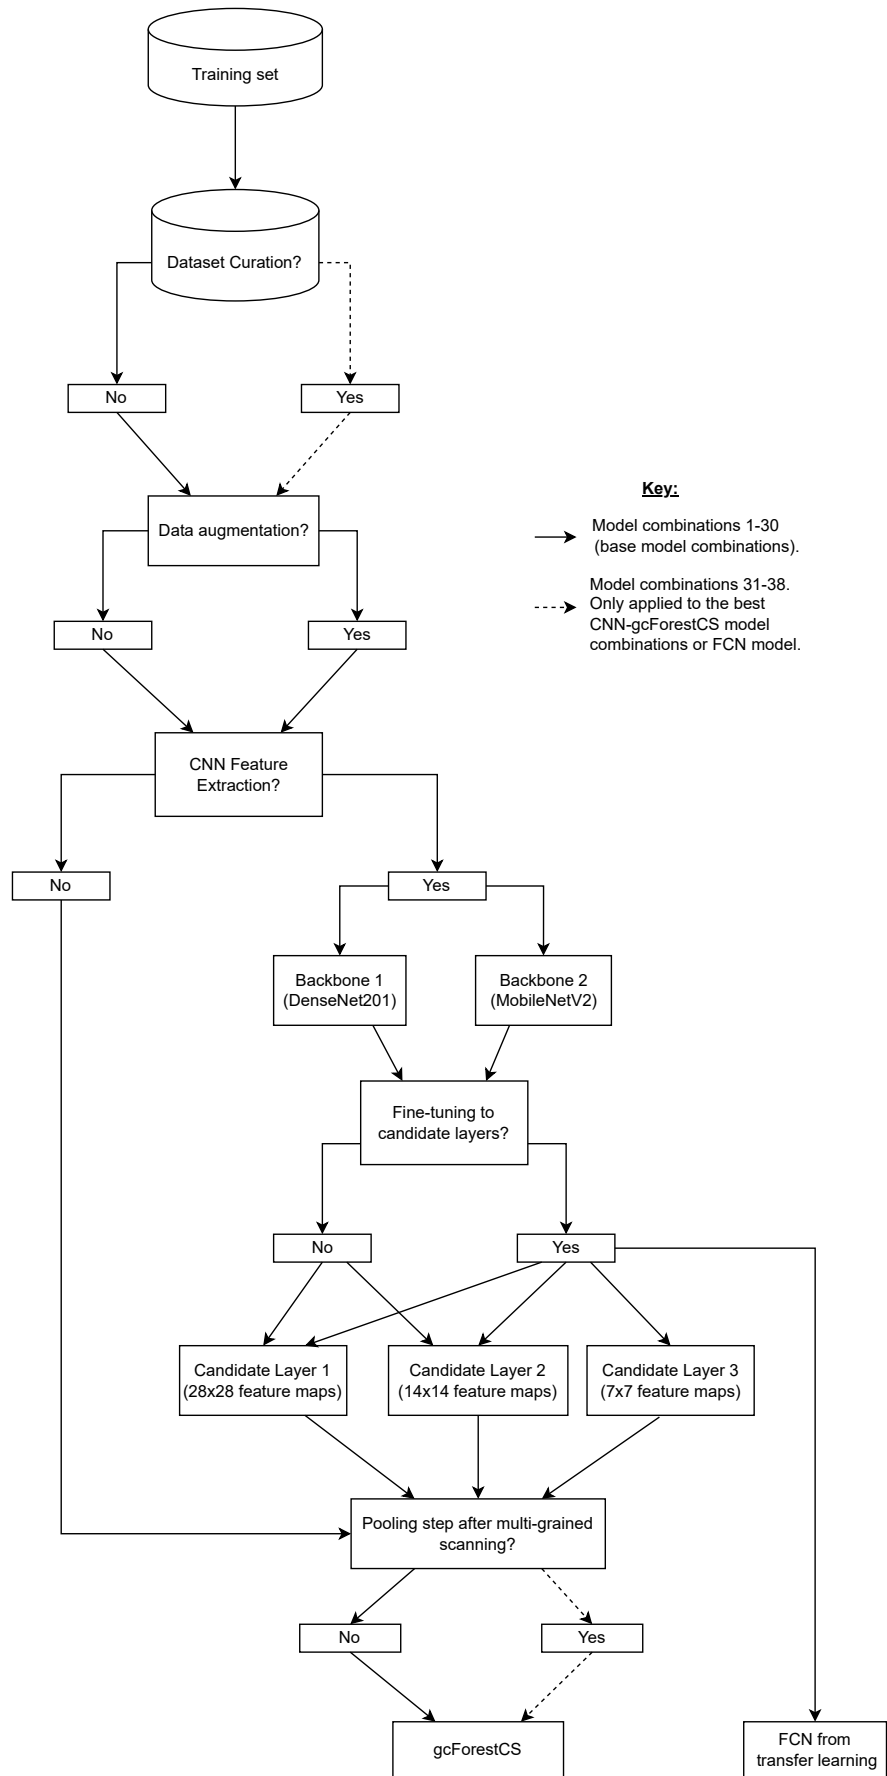 Training set
Dataset Curation?
No
Yes
Key:
Model combinations 1-30
(base model combinations).
Model combinations 31-38.
Only applied to the best
CNN-gcForestCS model
combinations or FCN model.
Data augmentation?
No
Yes
CNN Feature
Extraction?
No
Yes
Backbone 1
(DenseNet201)
Backbone 2
(MobileNetV2)
Fine-tuning to
candidate layers?
No
Yes
Candidate Layer 1
(28x28 feature maps)
Candidate Layer 2
(14x14 feature maps)
Candidate Layer 3
(7x7 feature maps)
Pooling step after multi-grained
scanning?
No
Yes
gcForestCS
FCN from
transfer learning